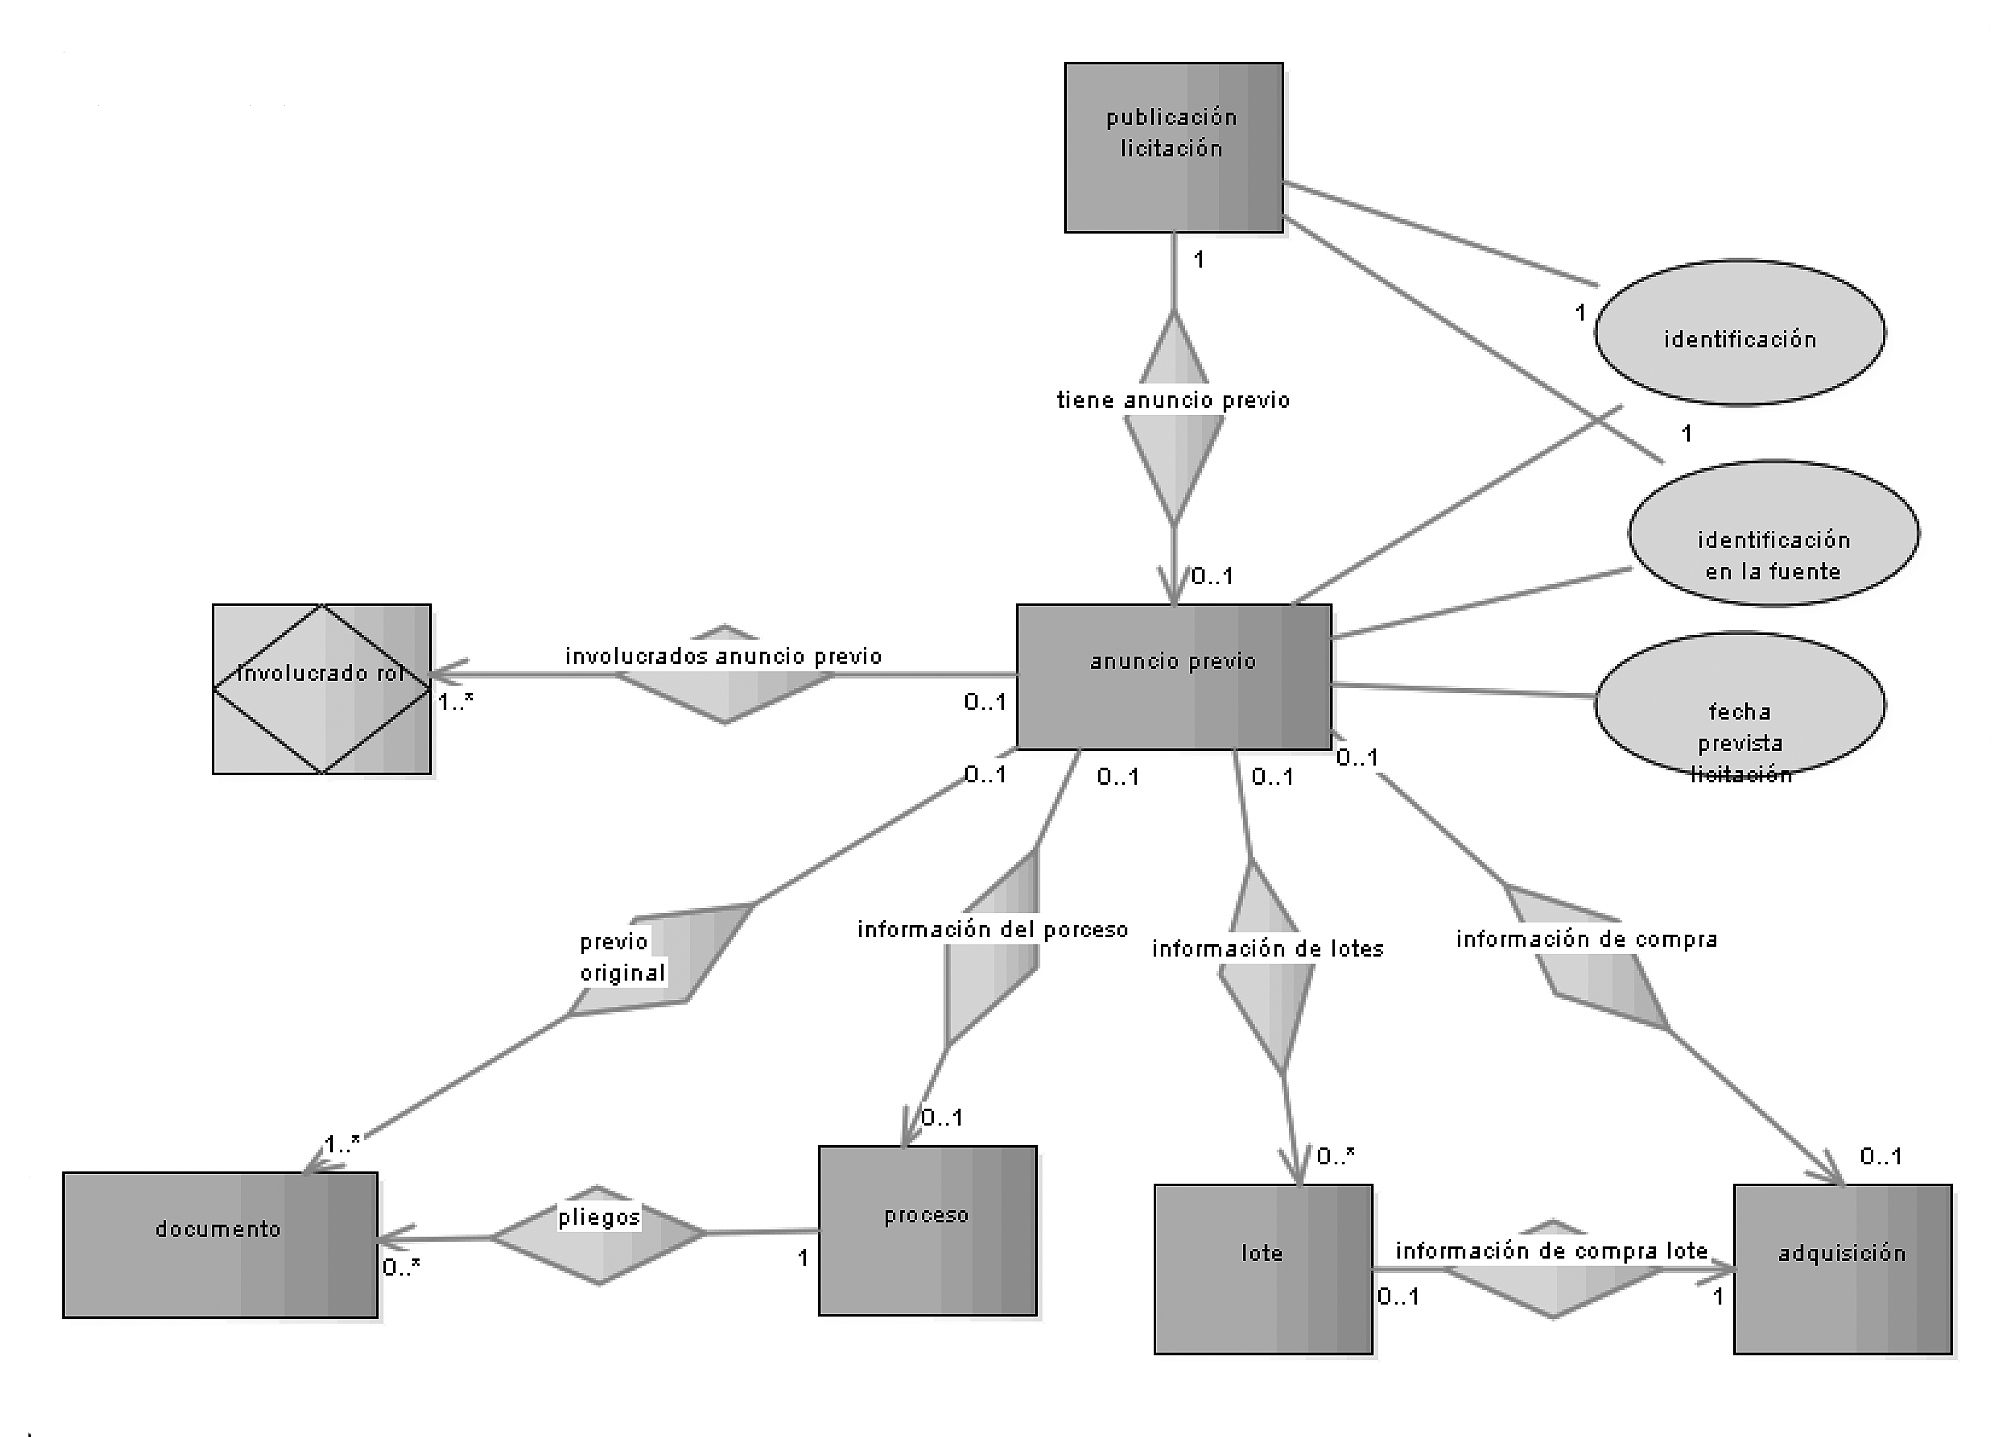 publicación
licitación
1
1
identificación
tiene anuncio previo
1
identificación
en la fuente
0..1
involucrado rol
involucrados anuncio previo
anuncio previo
1..*
0..1
fecha
prevista
licitación
0..1
0..1
0..1
0..1
previo
original
información del porceso
información de lotes
información de compra
1..*
0..1
0..*
0..1
documento
pliegos
proceso
0..*
1
lote
información de compra lote
adquisición
0..1
1